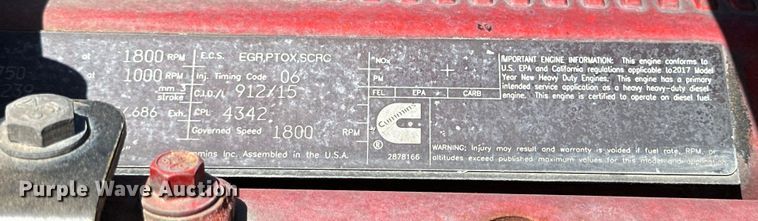 at 1800 RPM E.C.S. EGR,PTOX,SCRC
at 1000 RPM Inj. Timing Code 06
mm3 stroke C.I.D./L 912/15
.686 Exh. CPL 4342
Governed Speed 1800 RPM
Inc. Assembled in the U.S.A.
NOx
PM
FEL EPA CARB
Cummins
®
2878166
IMPORTANT ENGINE INFORMATION: This engine conforms to
U.S. EPA and California regulations applicable to 2017 Model
Year New Heavy Duty Engines. This engine has a primary
intended service application as a heavy heavy-duty diesel
engine. This engine is certified to operate on diesel fuel.
WARNING: Injury may result and warranty is voided if fuel rate, RPM, or
altitudes exceed published maximum values for this model and application
Purple Wave Auction